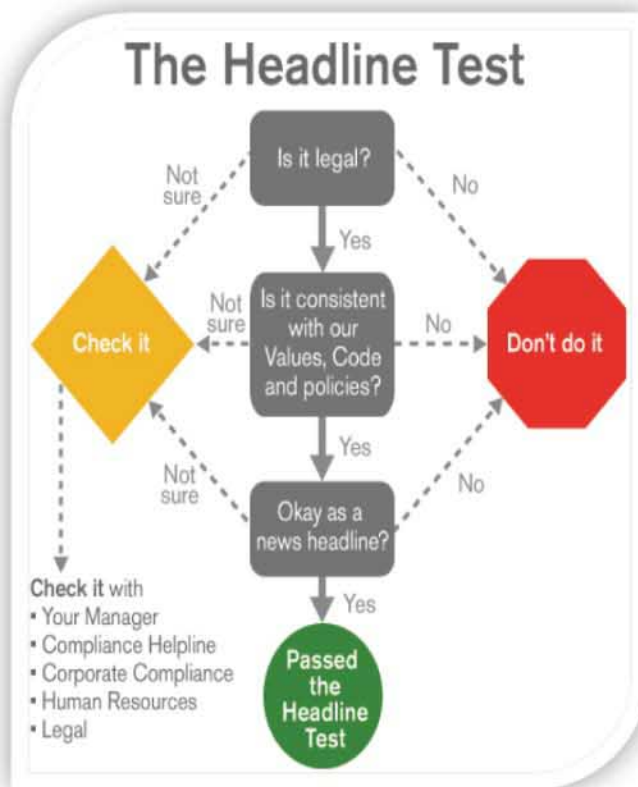 The Headline Test
Is it legal?
Not
sure
No
Yes
Is it consistent
with our
Values, Code
and policies?
Not
sure
No
Check it
Don't do it
Yes
Not
sure
No
Okay as a
news headline?
Yes
Check it with
▪ Your Manager
▪ Compliance Helpline
▪ Corporate Compliance
▪ Human Resources
▪ Legal
Passed
the
Headline
Test